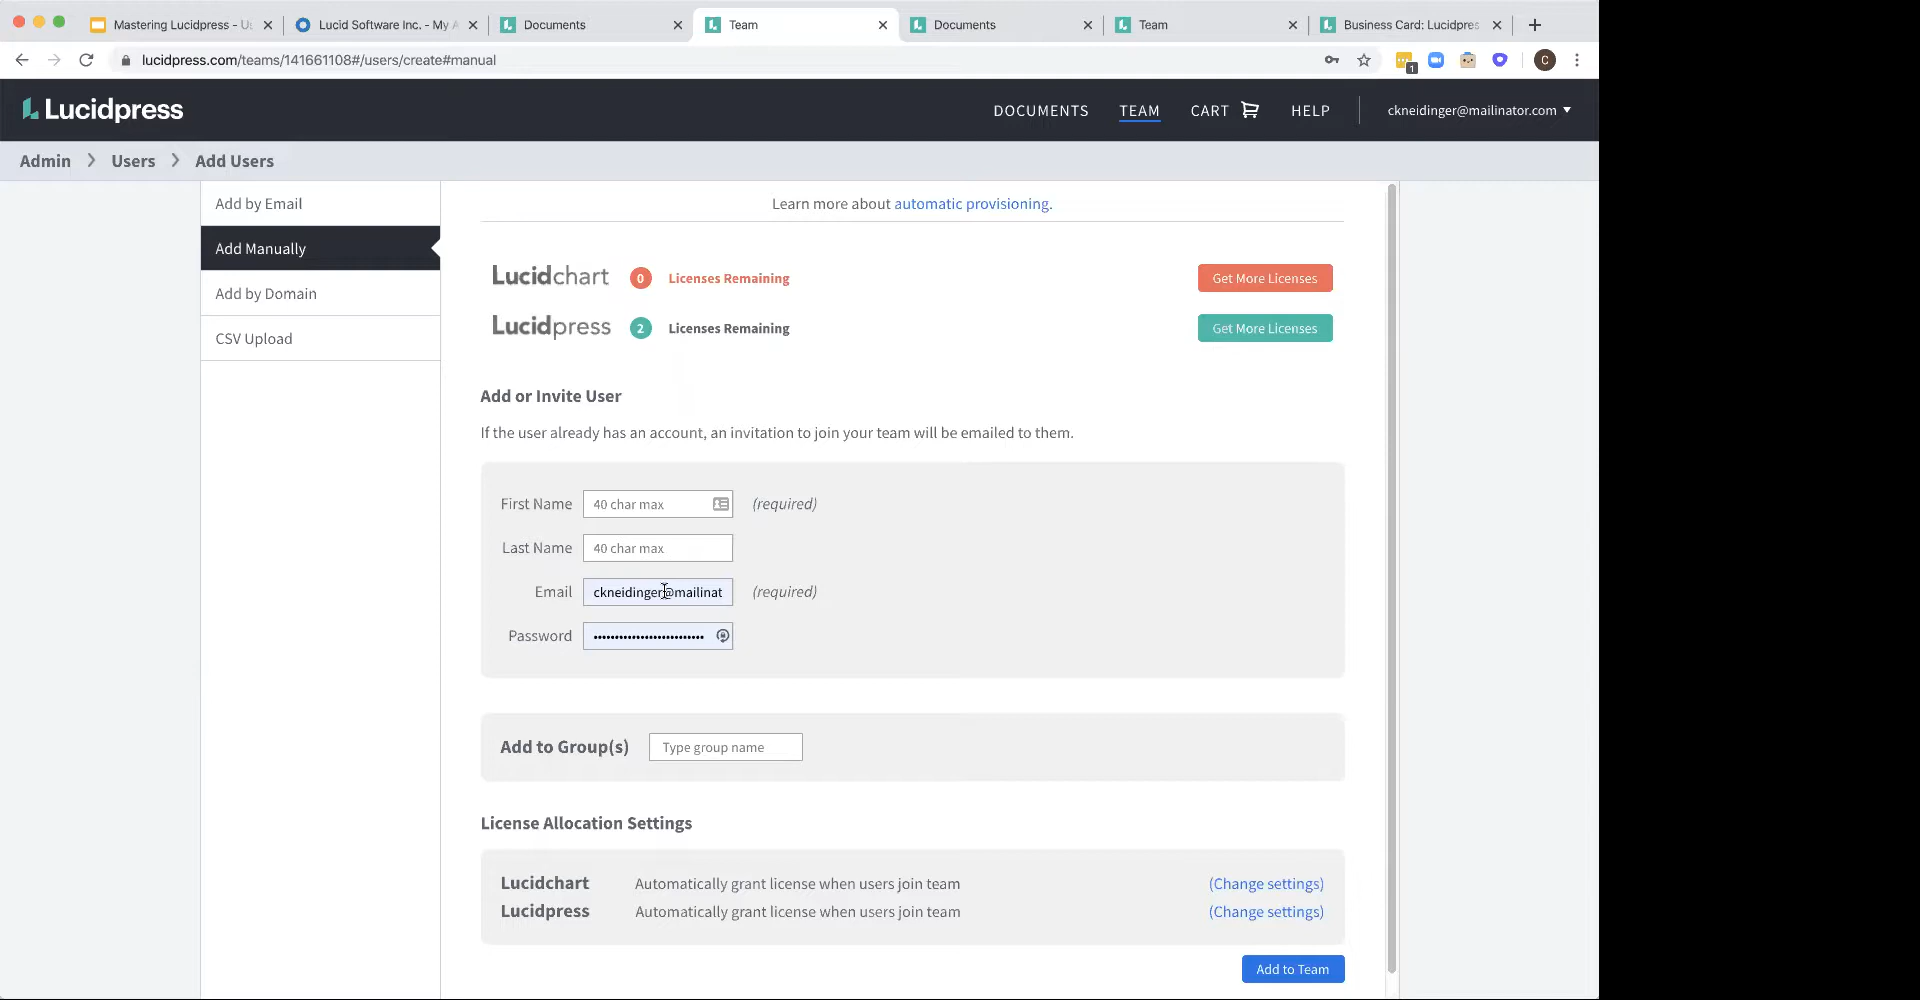 Mastering Lucidpress - U
Lucid Software Inc. - My A
Documents
Team
Documents
Team
Business Card: Lucidpres
lucidpress.com/teams/141661108#/users/create#manual
1
C
Lucidpress
DOCUMENTS
TEAM
CART
HELP
ckneidinger@mailinator.com
Admin > Users > Add Users
Add by Email
Add Manually
Add by Domain
CSV Upload
Learn more about automatic provisioning.
Lucidchart 0 Licenses Remaining Get More Licenses
Lucidpress 2 Licenses Remaining Get More Licenses
Add or Invite User
If the user already has an account, an invitation to join your team will be emailed to them.
First Name 40 char max (required)
Last Name 40 char max
Email ckneidinger@mailinat (required)
Password ••••••••••••••••••••••••••
Add to Group(s) Type group name
License Allocation Settings
Lucidchart Automatically grant license when users join team (Change settings)
Lucidpress Automatically grant license when users join team (Change settings)
Add to Team